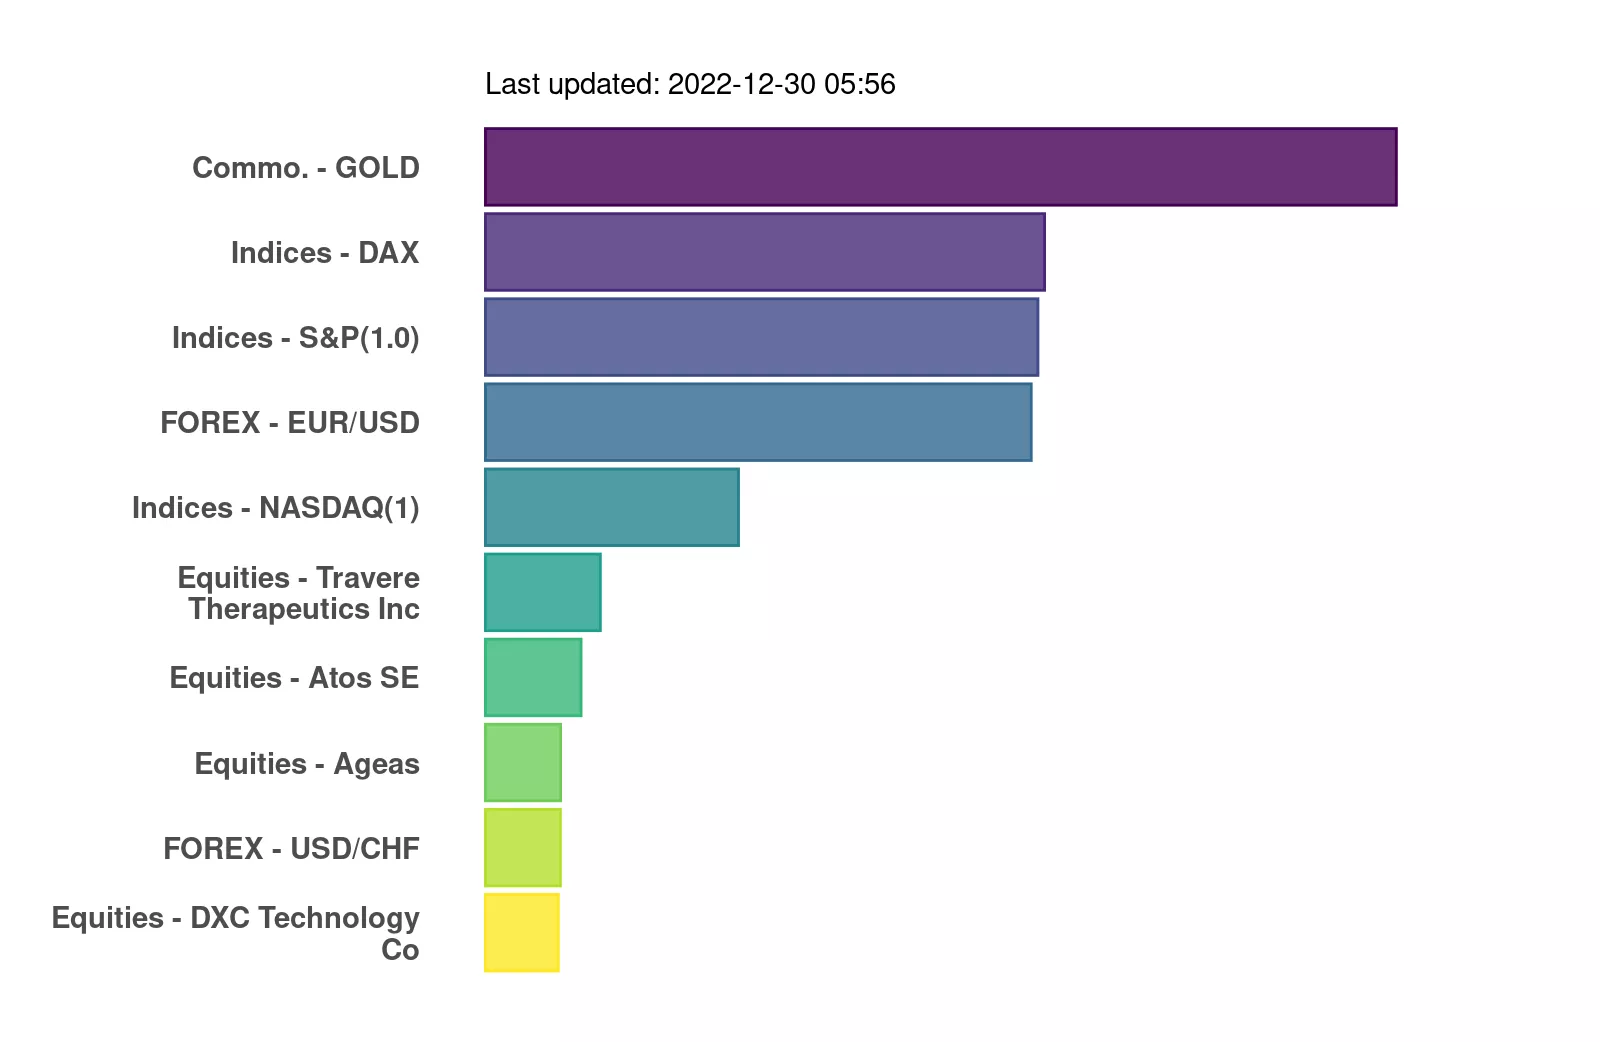 Last updated: 2022-12-30 05:56
Commo. - GOLD
Indices - DAX
Indices - S&P(1.0)
FOREX - EUR/USD
Indices - NASDAQ(1)
Equities - Travere
Therapeutics Inc
Equities - Atos SE
Equities - Ageas
FOREX - USD/CHF
Equities - DXC Technology
Co